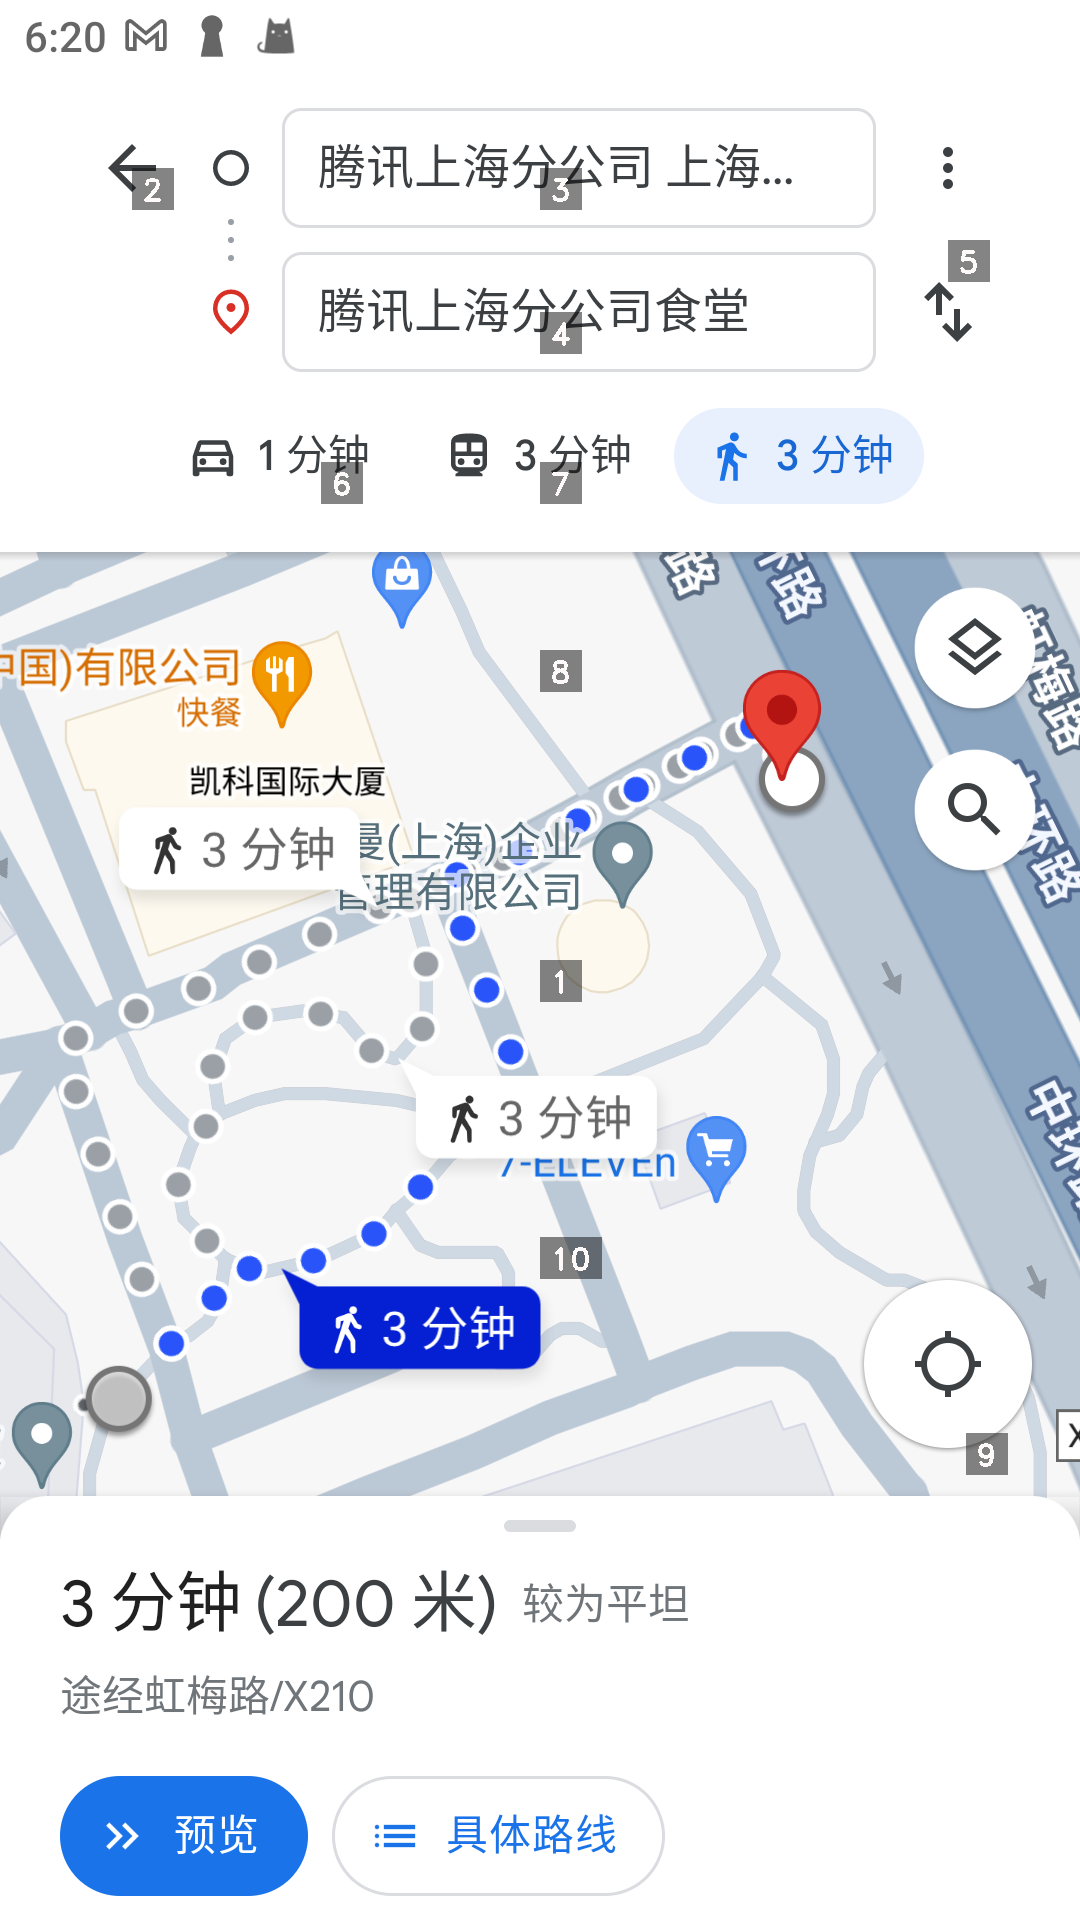 6:20
腾讯上海分公司 上海...
2
3
5
腾讯上海分公司食堂
4
1 分钟
3 分钟
3 分钟
6
7
路
环路
国)有限公司
快餐
8
虹梅路
凯科国际大厦
3 分钟
曼(上海)企业
管理有限公司
中环路
1
3 分钟
7-ELEVEn
中环
10
3 分钟
X
9
3 分钟 (200 米) 较为平坦
途经虹梅路/X210
预览
具体路线